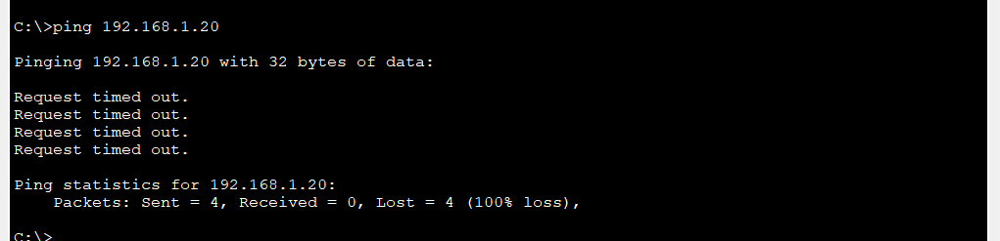 C:\>ping 192.168.1.20
Pinging 192.168.1.20 with 32 bytes of data:
Request timed out.
Request timed out.
Request timed out.
Request timed out.
Ping statistics for 192.168.1.20:
    Packets: Sent = 4, Received = 0, Lost = 4 (100% loss),
C:\>